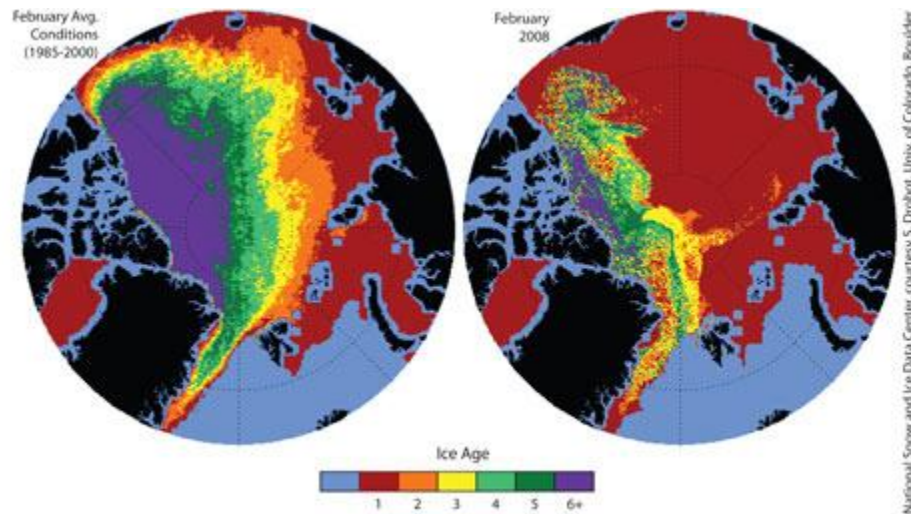 February Avg.
Conditions
(1985-2000)
February
2008
Ice Age
1 2 3 4 5 6+
National Snow and Ice Data Center, courtesy S. Drobot, Univ. of Colorado, Boulder